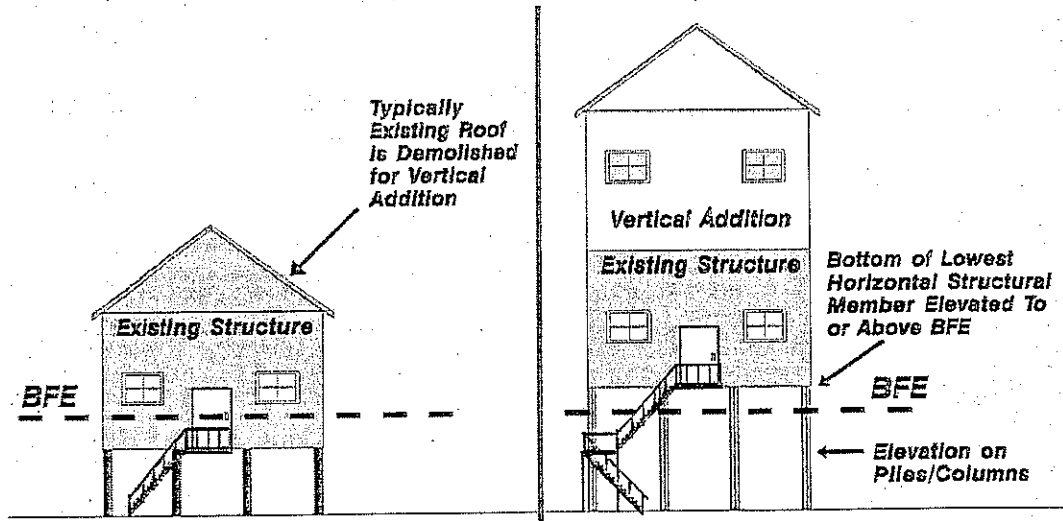 Typically
Existing Roof
is Demolished
for Vertical
Addition
Existing Structure
BFE
Vertical Addition
Existing Structure
Bottom of Lowest
Horizontal Structural
Member Elevated To
or Above BFE
BFE
Elevation on
Piles/Columns